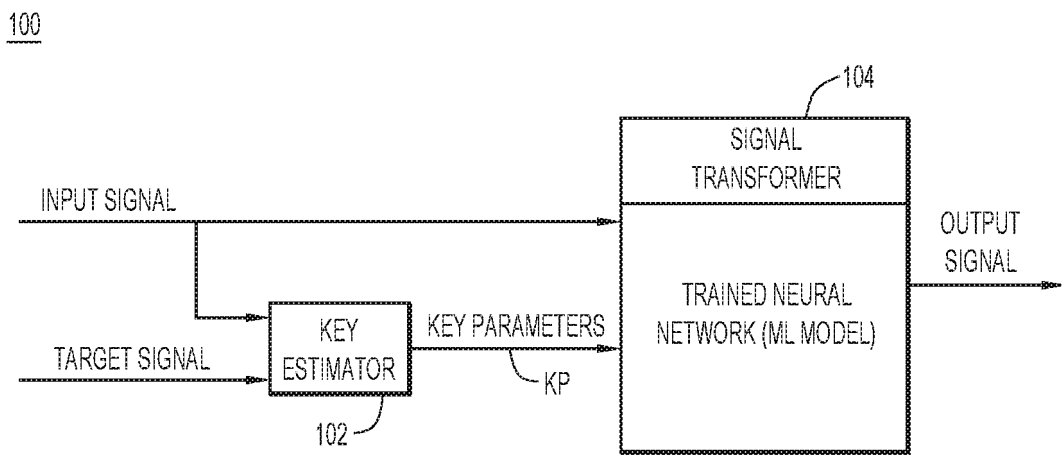 100
104
SIGNAL
TRANSFORMER
INPUT SIGNAL
OUTPUT
SIGNAL
TRAINED NEURAL
NETWORK (ML MODEL)
KEY
ESTIMATOR
KEY PARAMETERS
TARGET SIGNAL
KP
102